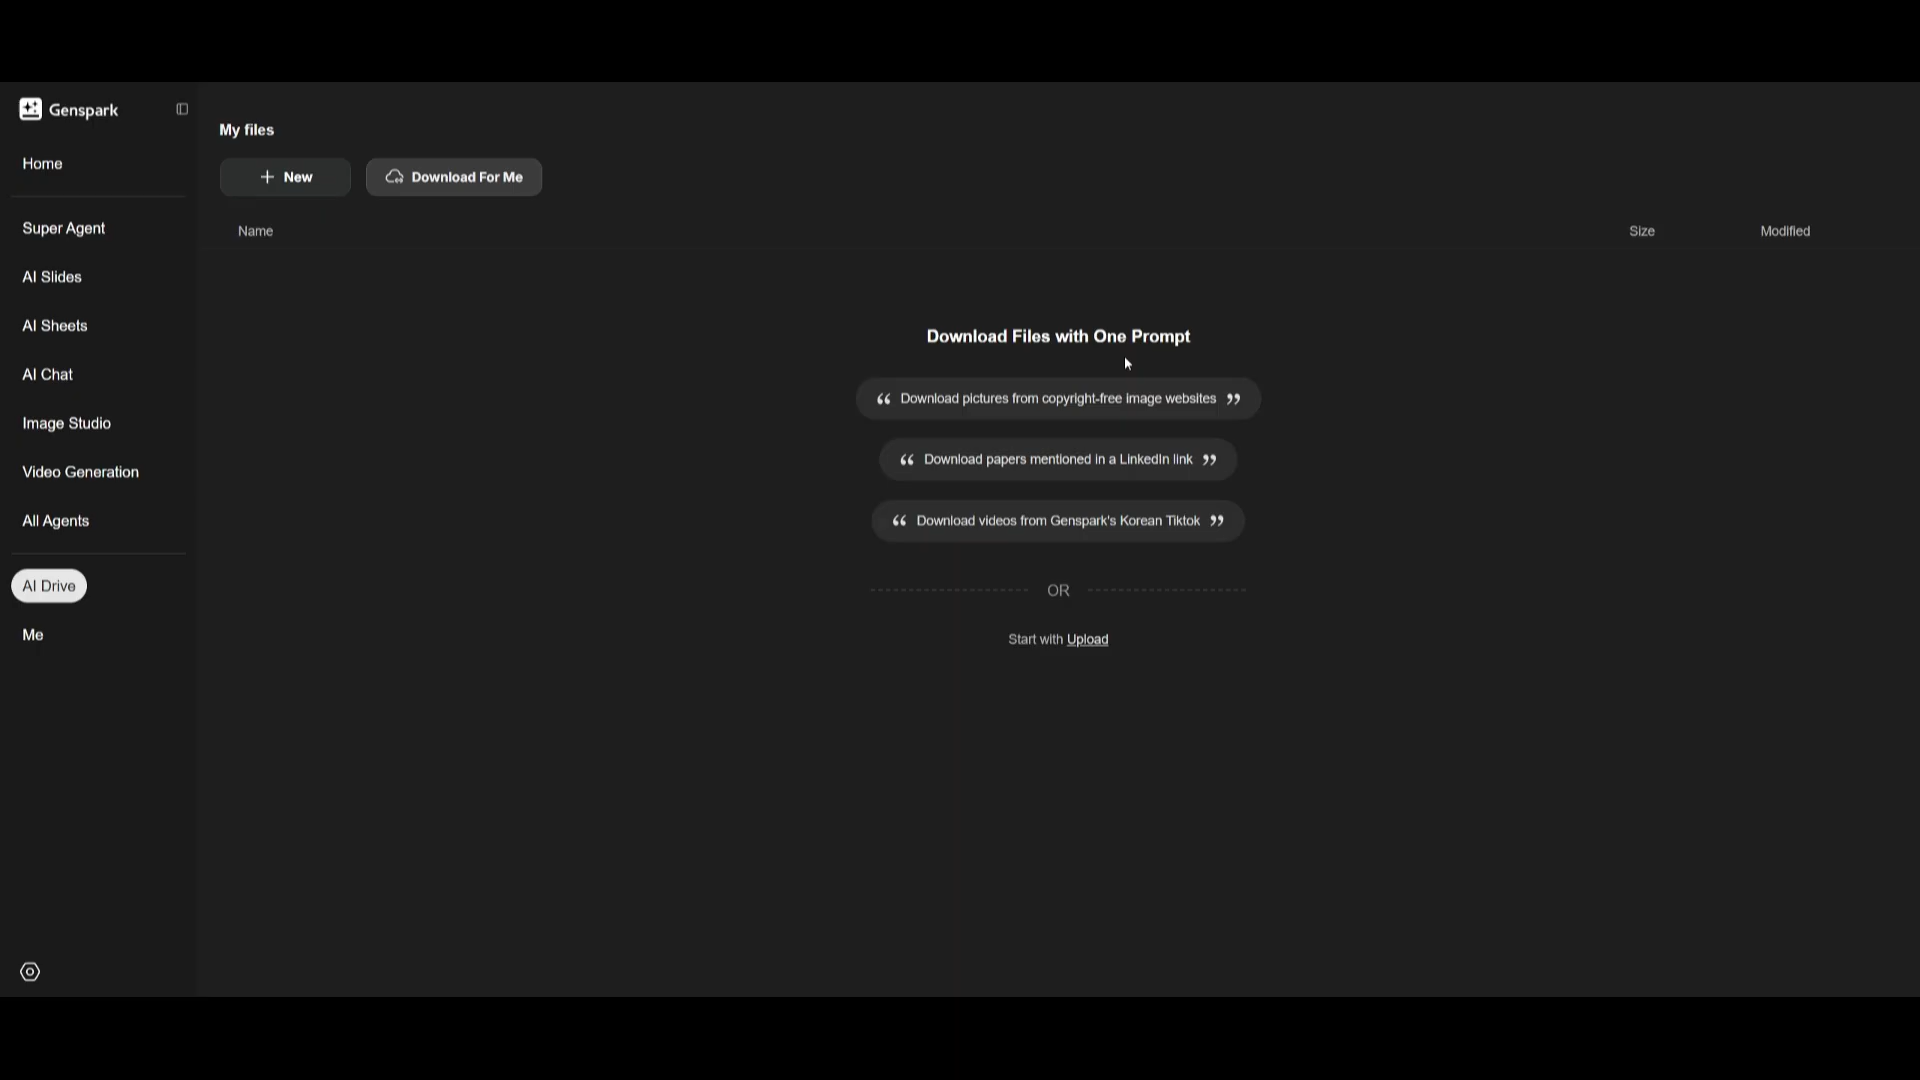 Genspark
Home
Super Agent
AI Slides
AI Sheets
AI Chat
Image Studio
Video Generation
All Agents
AI Drive
Me
My files
+ New
Download For Me
Name
Size
Modified
Download Files with One Prompt
“ Download pictures from copyright-free image websites ”
“ Download papers mentioned in a LinkedIn link ”
“ Download videos from Genspark's Korean Tiktok ”
OR
Start with Upload